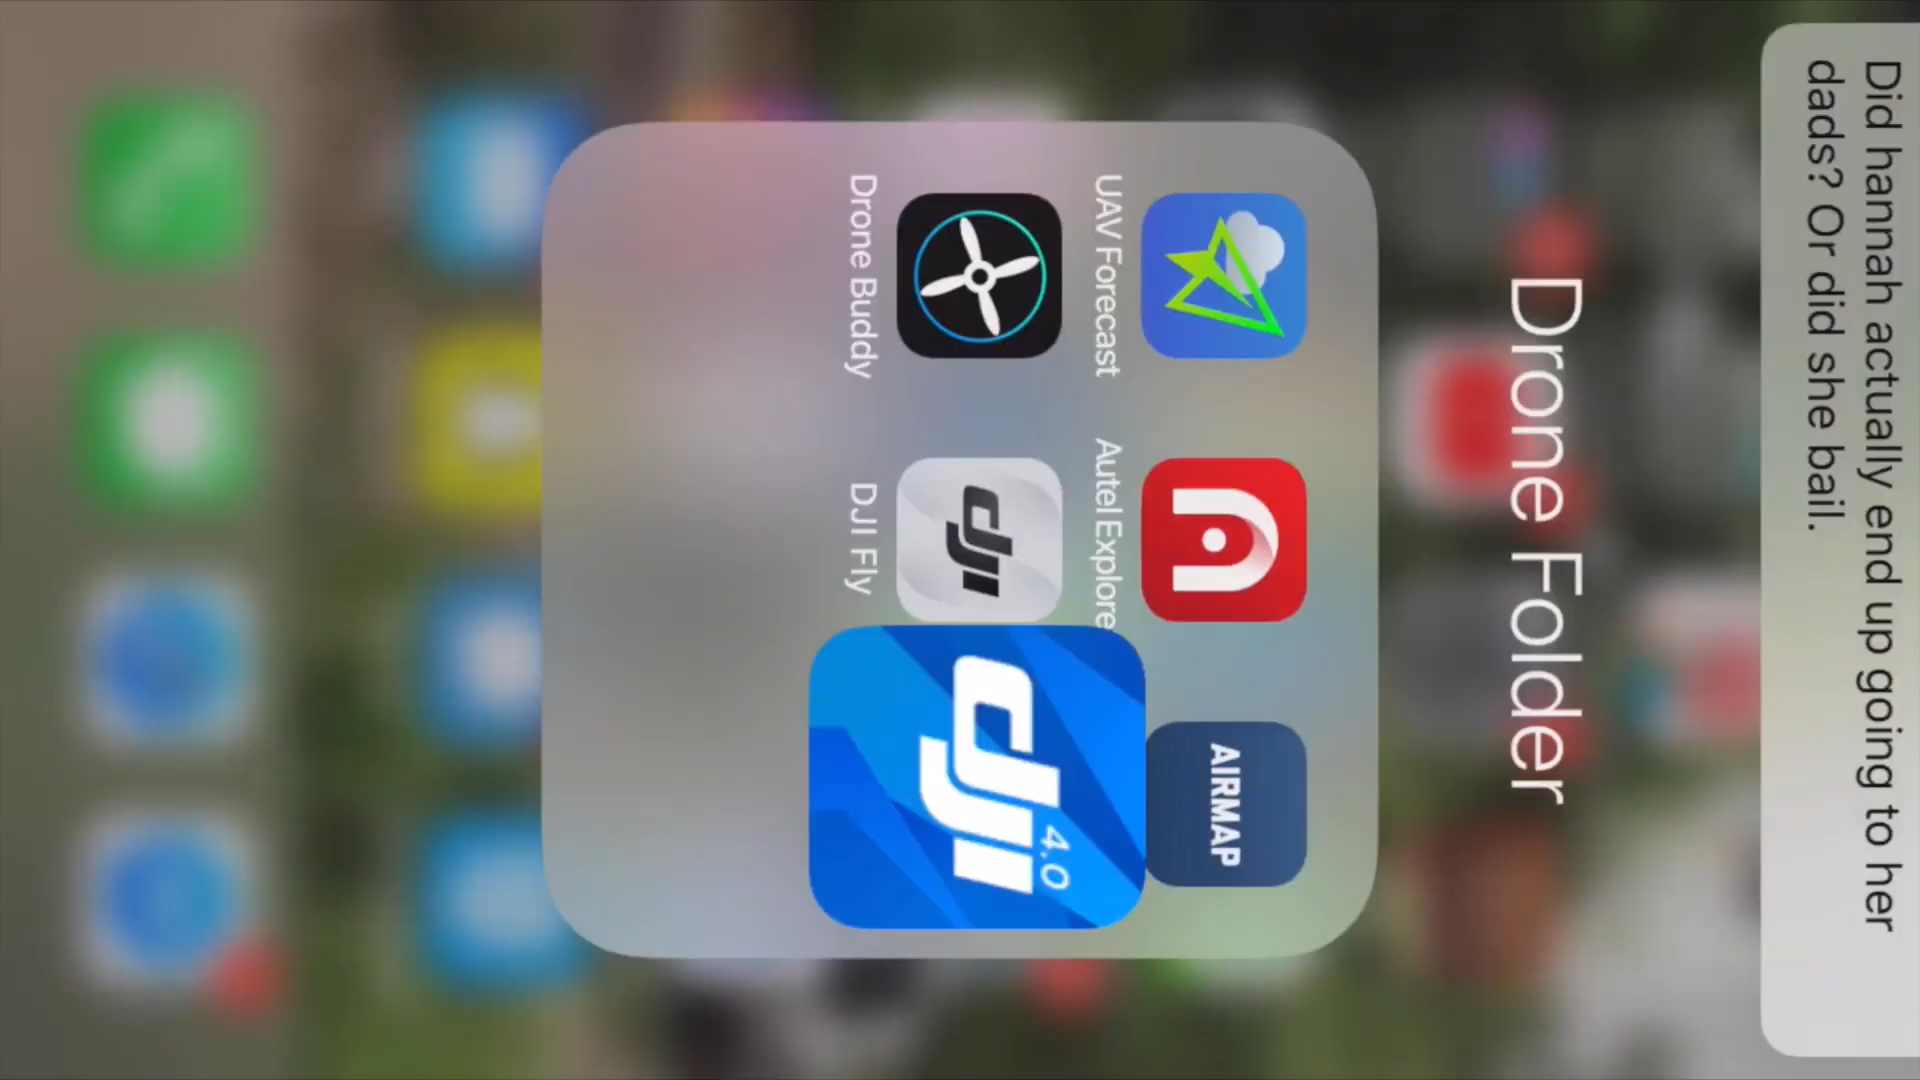 Did hannah actually end up going to her
dads? Or did she bail.
Drone Folder
UAV Forecast
Autel Explore
AIRMAP
Drone Buddy
dji
DJI Fly
dji
4.0